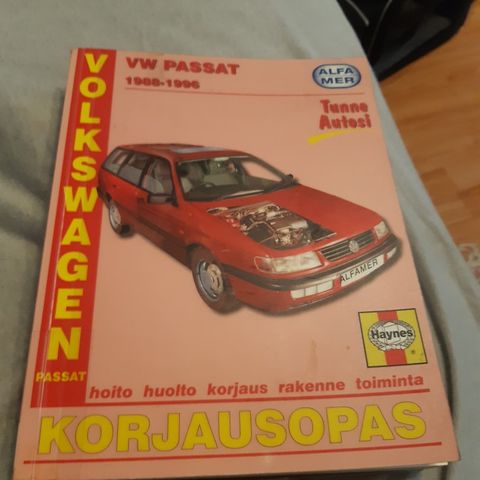 VOLKSWAGEN
PASSAT
VW PASSAT
1988-1996
ALFA
MER
Tunne
Autosi
ALFAMER
Haynes
hoito huolto korjaus rakenne toiminta
KORJAUSOPAS